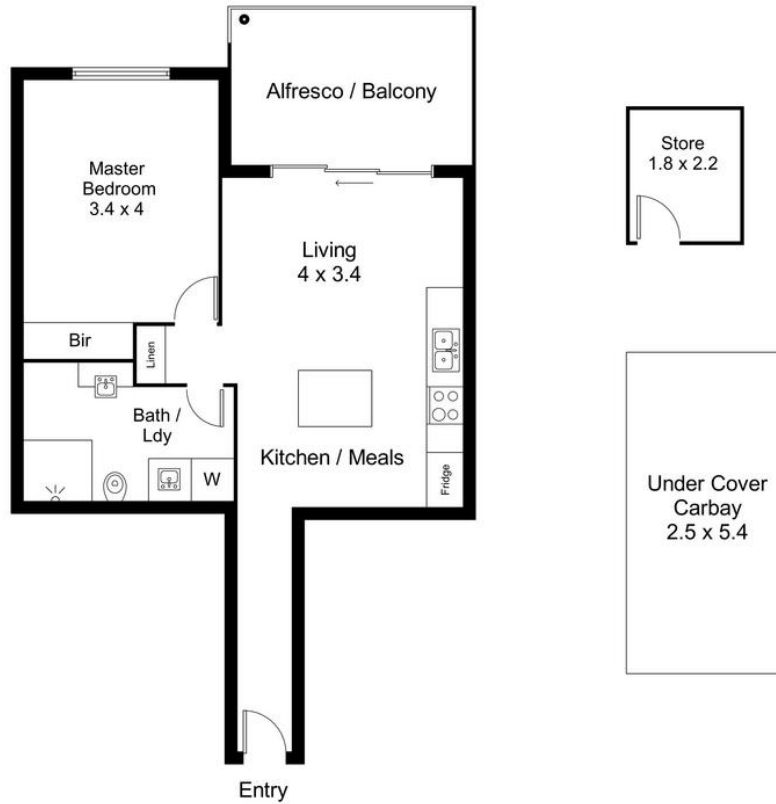 Alfresco / Balcony
Master
Bedroom
3.4 x 4
Store
1.8 x 2.2
Living
4 x 3.4
Bir
Linen
Bath /
Ldy
Kitchen / Meals
W
Fridge
Under Cover
Carbay
2.5 x 5.4
Entry